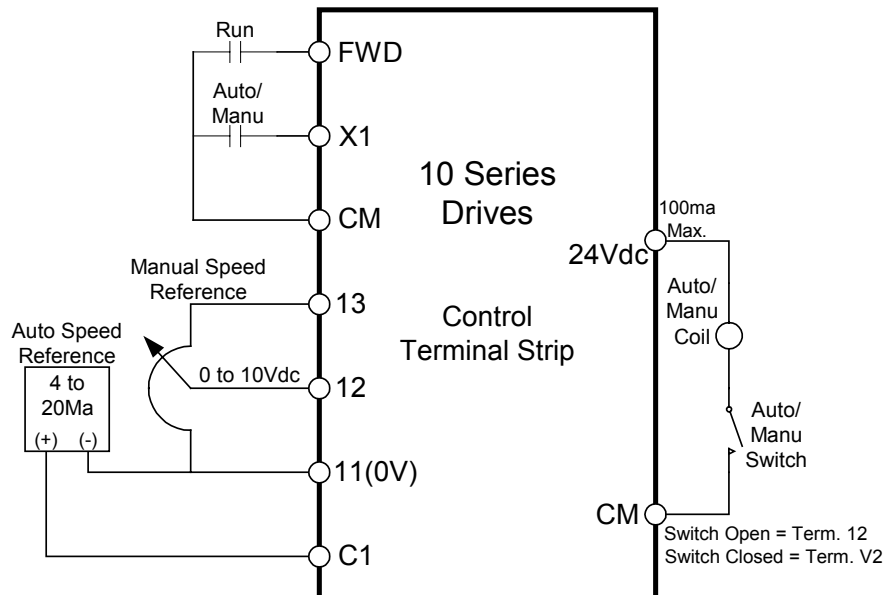 Run
FWD
Auto/
Manu
X1
CM
10 Series
Drives
100ma
Max.
24Vdc
Manual Speed
Reference
13
Auto/
Manu
Coil
Control
Terminal Strip
Auto Speed
Reference
4 to
20Ma
(+) (-)
0 to 10Vdc
12
Auto/
Manu
Switch
11(0V)
CM
Switch Open = Term. 12
Switch Closed = Term. V2
C1